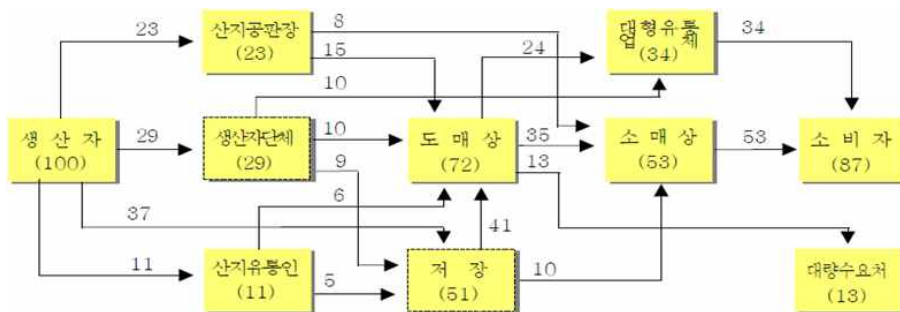 23
산지공판장
(23)
8
15
24
대형유통
업 체
(34)
34
10
생 산 자
(100)
29
생산자단체
(29)
10
9
도 매 상
(72)
35
13
소 매 상
(53)
53
소 비 자
(87)
37
6
41
11
산지유통인
(11)
5
저 장
(51)
10
대량수요처
(13)